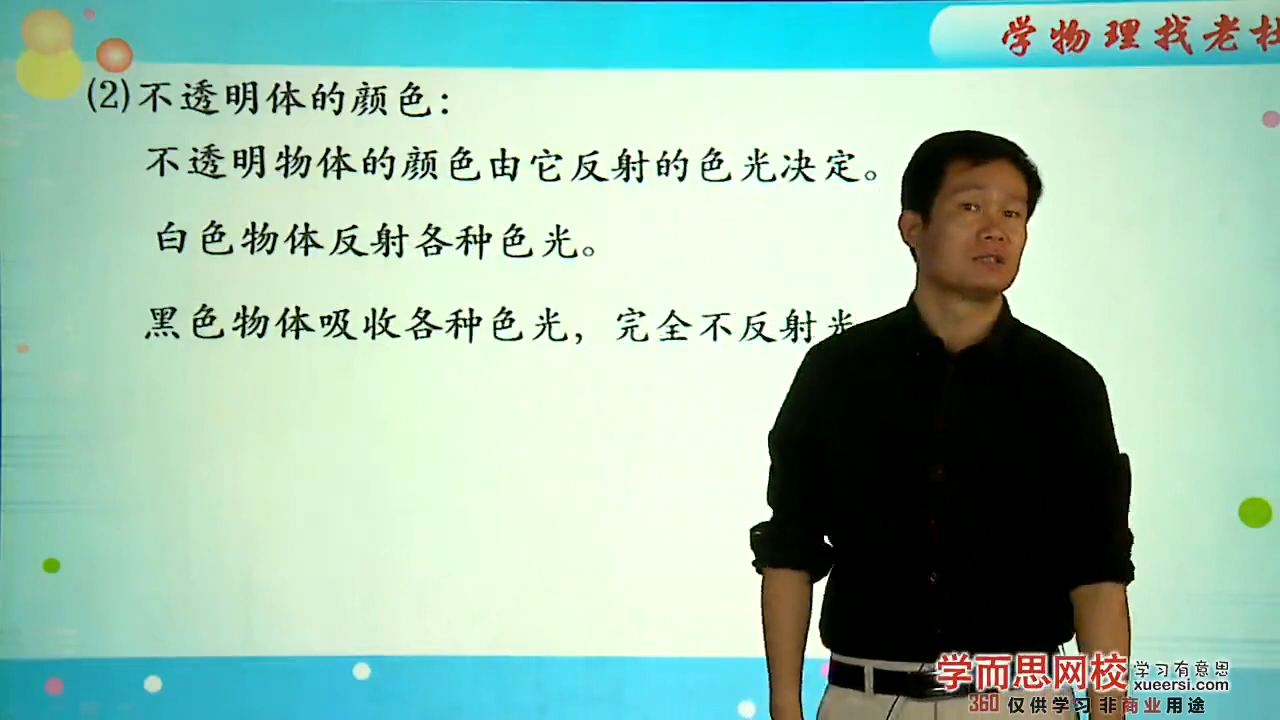 学物理找老杜
(2)不透明体的颜色：
不透明物体的颜色由它反射的色光决定。
白色物体反射各种色光。
黑色物体吸收各种色光，完全不反射光
学而思网校 学习有意思
xueersi.com
360 仅供学习 非商业用途